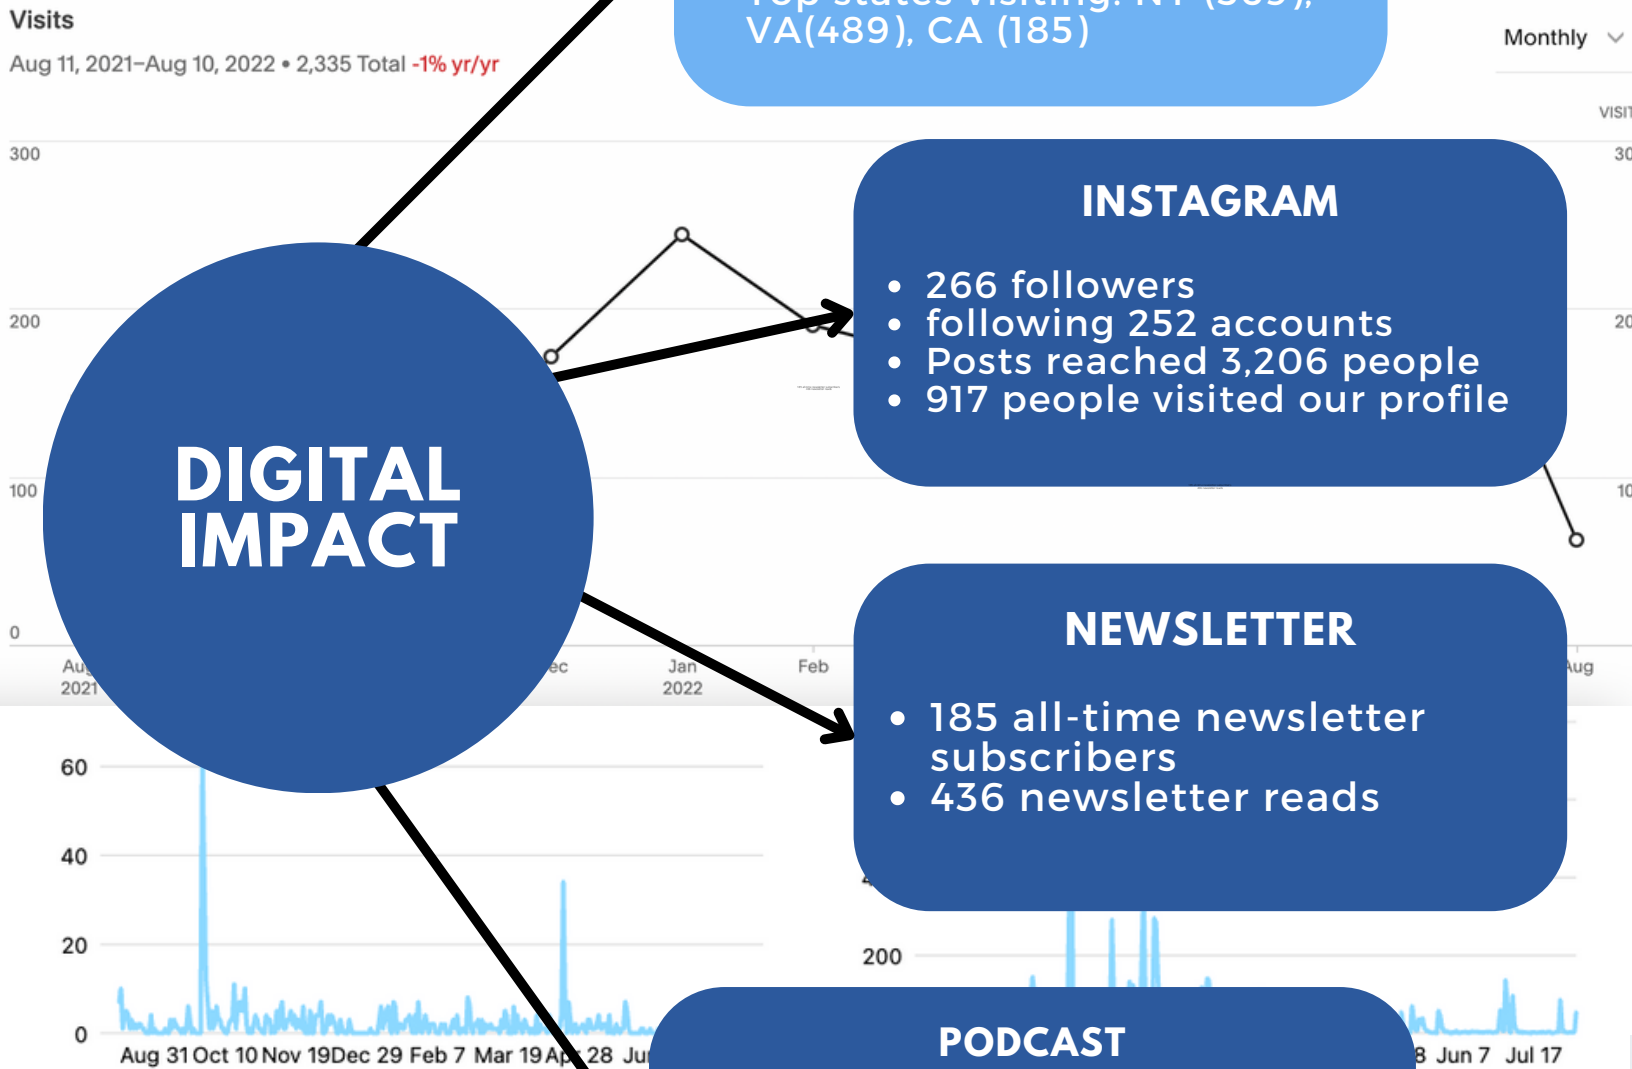 Visits
Aug 11, 2021–Aug 10, 2022 • 2,335 Total -1% yr/yr
VA(489), CA (185)
Monthly
300
200
100
0
INSTAGRAM
• 266 followers
• following 252 accounts
• Posts reached 3,206 people
• 917 people visited our profile
DIGITAL
IMPACT
Jan
2022
Feb
2021
NEWSLETTER
• 185 all-time newsletter
subscribers
• 436 newsletter reads
60
40
20
0
Aug 31 Oct 10 Nov 19 Dec 29 Feb 7 Mar 19 Apr 28
200
Jun 7 Jul 17
PODCAST